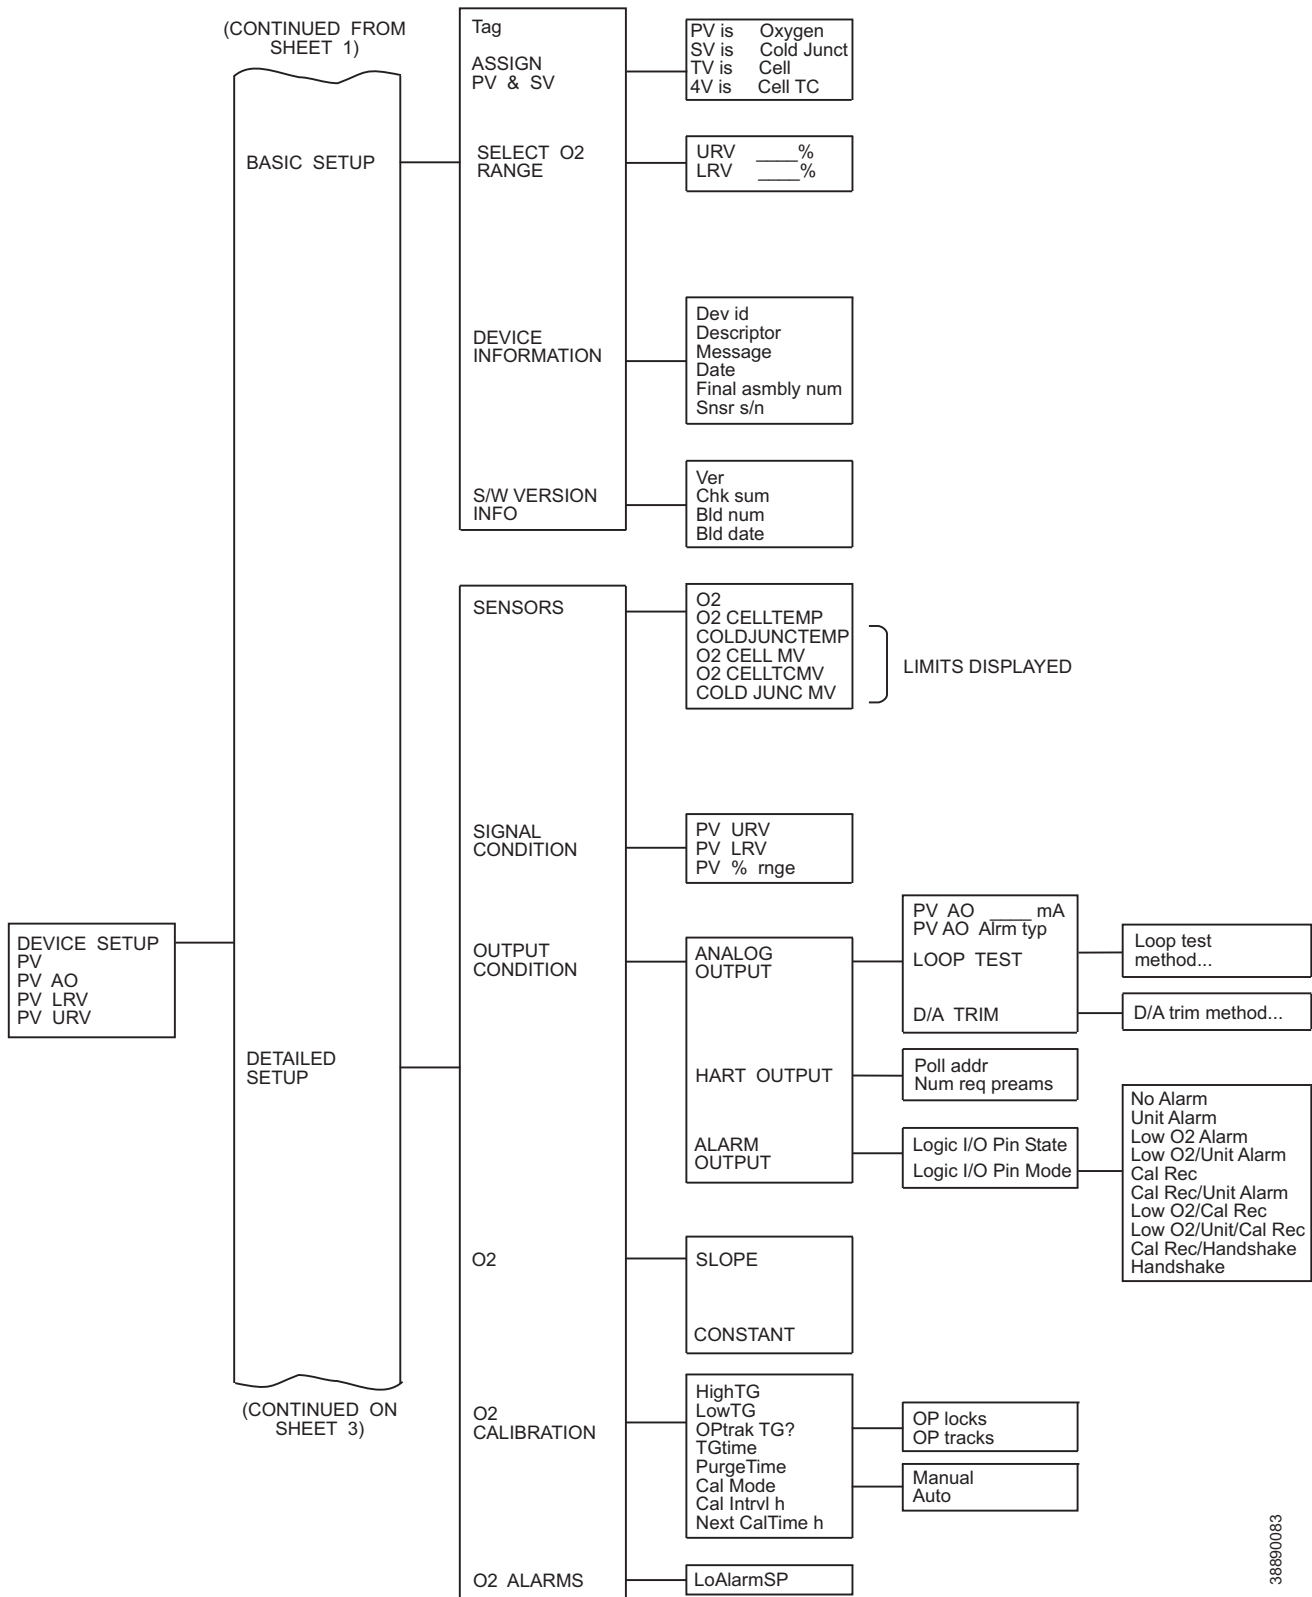 (CONTINUED FROM
SHEET 1)
BASIC SETUP
Tag
ASSIGN
PV & SV
PV is Oxygen
SV is Cold Junct
TV is Cell
4V is Cell TC
SELECT O2
RANGE
URV ____%
LRV ____%
DEVICE
INFORMATION
Dev id
Descriptor
Message
Date
Final asmbly num
Snsr s/n
S/W VERSION
INFO
Ver
Chk sum
Bld num
Bld date
DEVICE SETUP
PV
PV AO
PV LRV
PV URV
DETAILED
SETUP
SENSORS
O2
O2 CELLTEMP
COLDJUNCTEMP
O2 CELL MV
O2 CELLTCMV
COLD JUNC MV
LIMITS DISPLAYED
SIGNAL
CONDITION
PV URV
PV LRV
PV % rnge
OUTPUT
CONDITION
ANALOG
OUTPUT
PV AO ____ mA
PV AO Alrm typ
LOOP TEST
Loop test
method...
D/A TRIM
D/A trim method...
HART OUTPUT
Poll addr
Num req preams
ALARM
OUTPUT
Logic I/O Pin State
Logic I/O Pin Mode
No Alarm
Unit Alarm
Low O2 Alarm
Low O2/Unit Alarm
Cal Rec
Cal Rec/Unit Alarm
Low O2/Cal Rec
Low O2/Unit/Cal Rec
Cal Rec/Handshake
Handshake
O2
SLOPE
CONSTANT
O2
CALIBRATION
HighTG
LowTG
OPtrak TG?
TGtime
PurgeTime
Cal Mode
Cal Intrvl h
Next CalTime h
OP locks
OP tracks
Manual
Auto
O2 ALARMS
LoAlarmSP
(CONTINUED ON
SHEET 3)
38890083